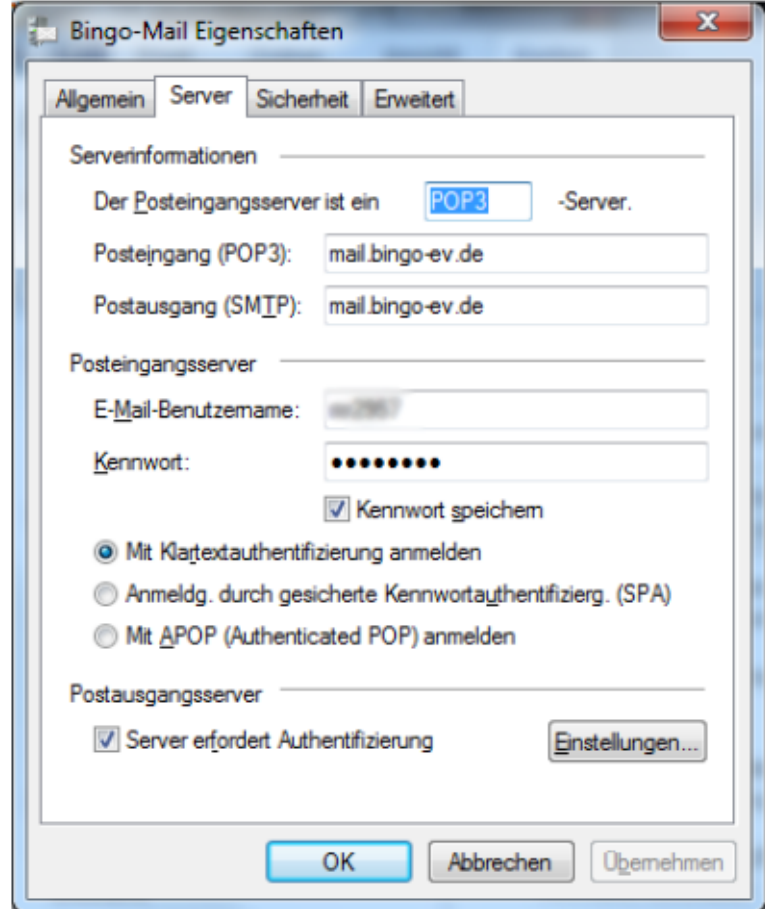 Bingo-Mail Eigenschaften
Allgemein Server Sicherheit Erweitert
Serverinformationen
Der Posteingangsserver ist ein POP3 -Server.
Posteingang (POP3): mail.bingo-ev.de
Postausgang (SMTP): mail.bingo-ev.de
Posteingangsserver
E-Mail-Benutzername:
Kennwort: ●●●●●●●●
Kennwort speichern
Mit Klartextauthentifizierung anmelden
Anmeldg. durch gesicherte Kennwortauthentifizierg. (SPA)
Mit APOP (Authenticated POP) anmelden
Postausgangsserver
Server erfordert Authentifizierung Einstellungen...
OK Abbrechen Übernehmen